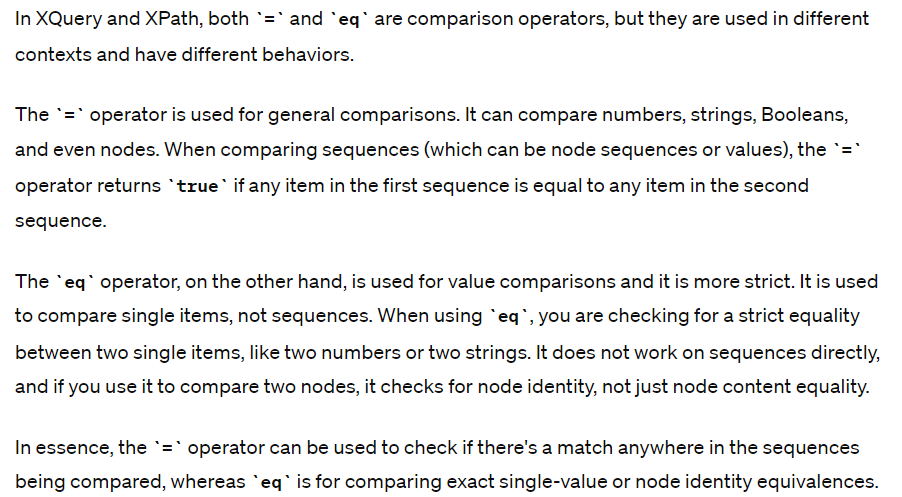 In XQuery and XPath, both `=` and `eq` are comparison operators, but they are used in different
contexts and have different behaviors.
The `=` operator is used for general comparisons. It can compare numbers, strings, Booleans,
and even nodes. When comparing sequences (which can be node sequences or values), the `=`
operator returns `true` if any item in the first sequence is equal to any item in the second
sequence.
The `eq` operator, on the other hand, is used for value comparisons and it is more strict. It is used
to compare single items, not sequences. When using `eq`, you are checking for a strict equality
between two single items, like two numbers or two strings. It does not work on sequences directly,
and if you use it to compare two nodes, it checks for node identity, not just node content equality.
In essence, the `=` operator can be used to check if there's a match anywhere in the sequences
being compared, whereas `eq` is for comparing exact single-value or node identity equivalences.